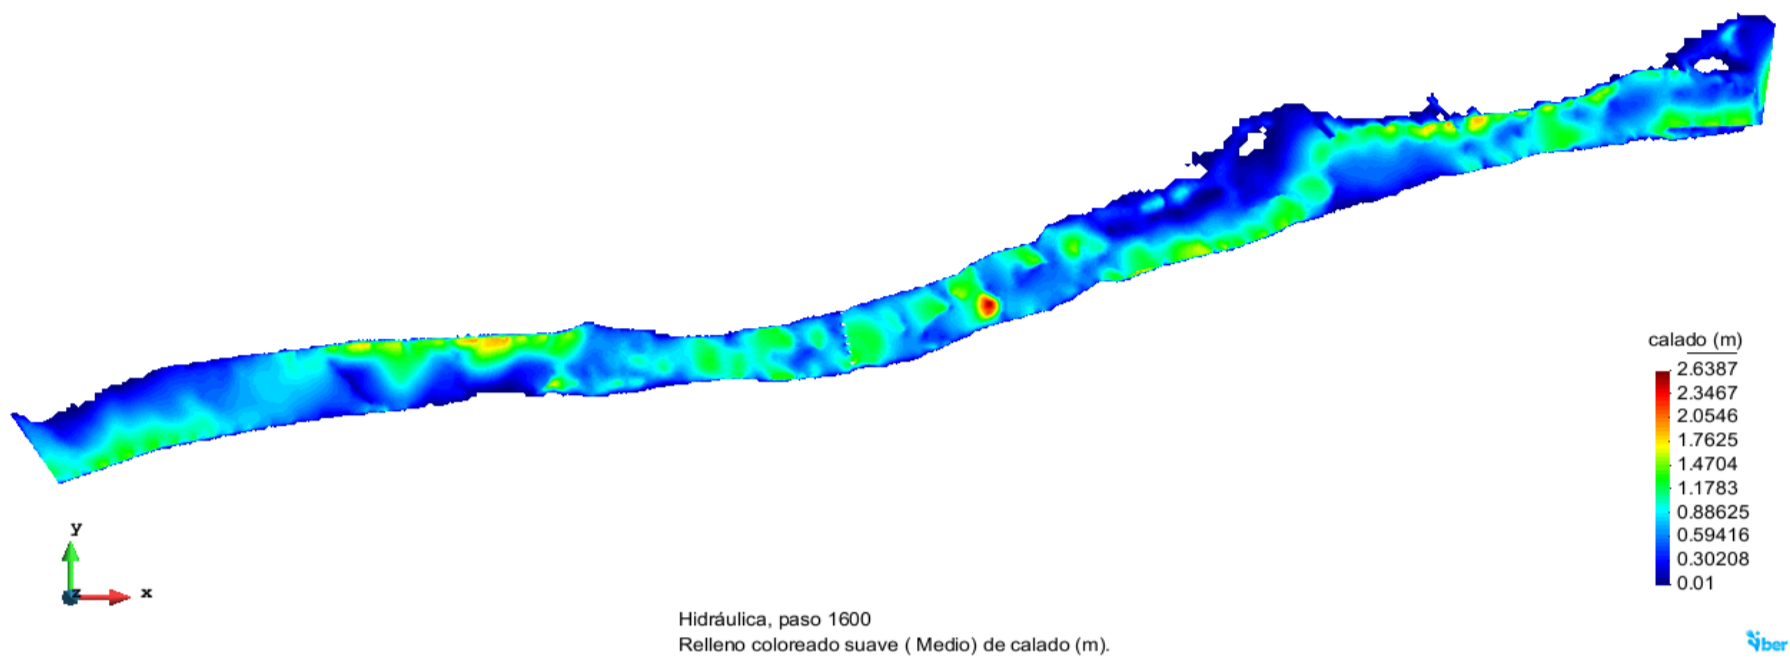 calado (m)
2.6387
2.3467
2.0546
1.7625
1.4704
1.1783
0.88625
0.59416
0.30208
0.01
y
z
x
Hidráulica, paso 1600
Relleno coloreado suave ( Medio) de calado (m).
iber